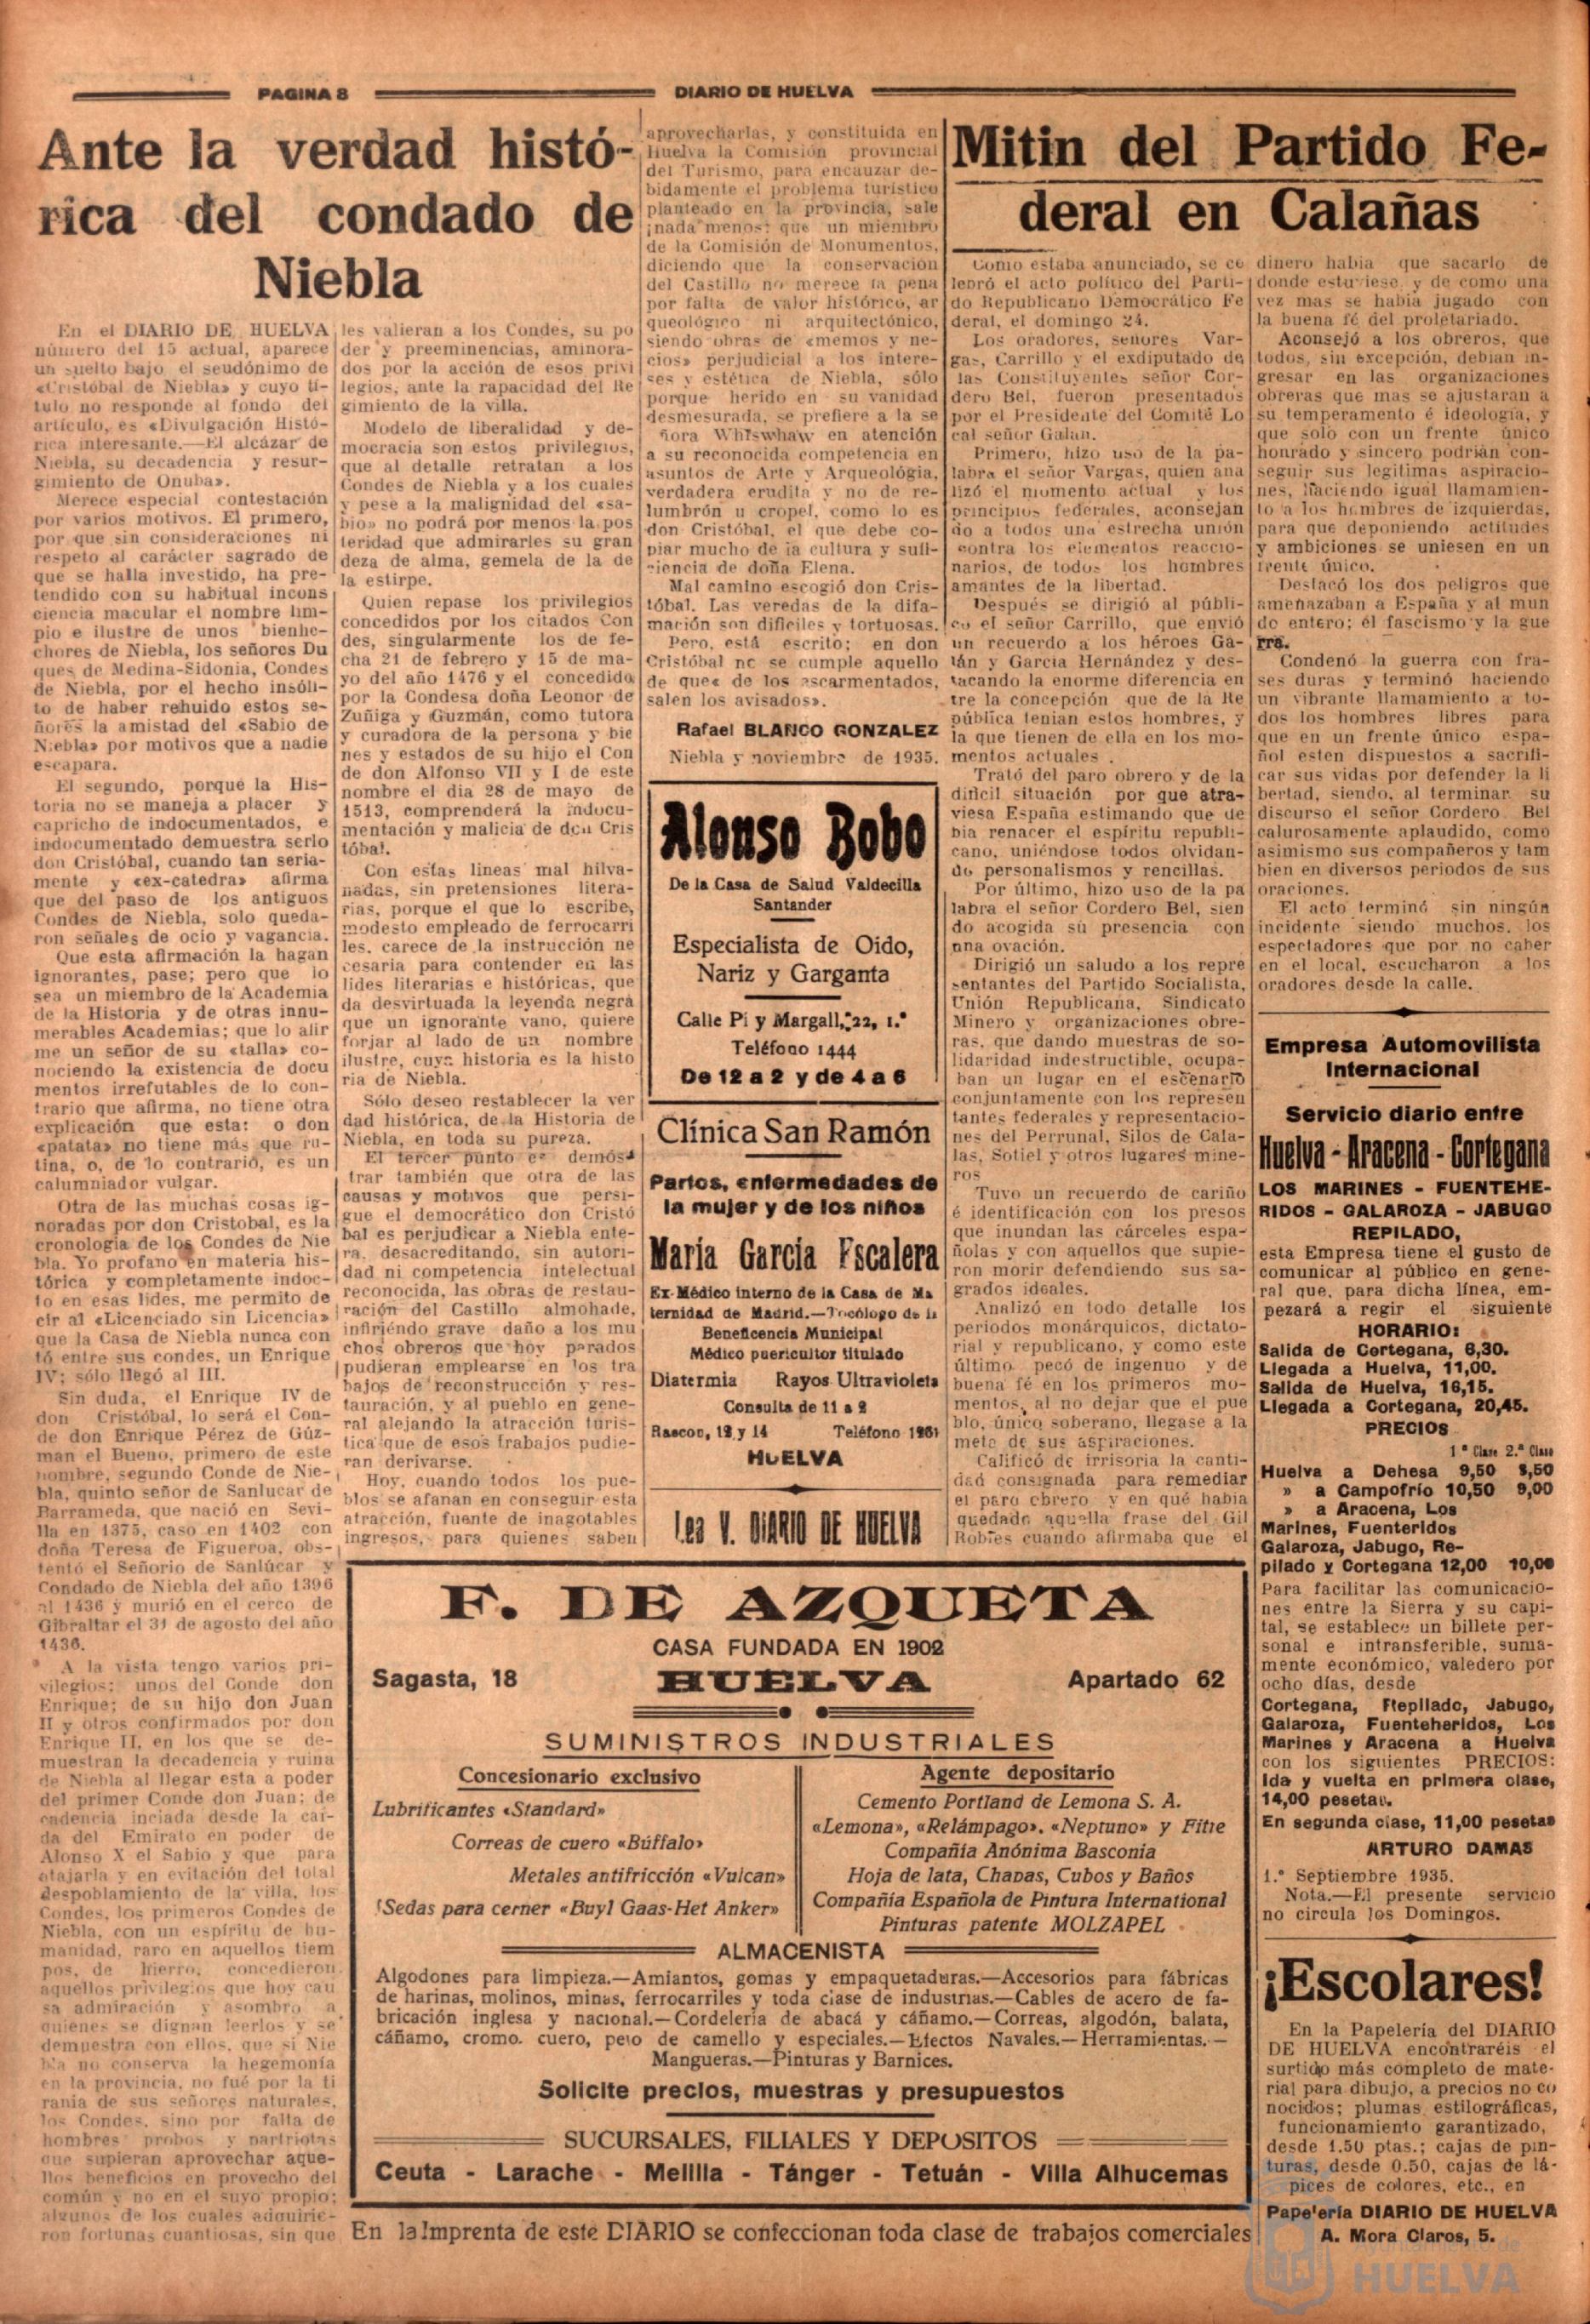 PAGINA 8
DIARIO DE HUELVA
Ante la verdad histó-
rica del condado de
Niebla
En el DIARIO DE HUELVA
número del 15 actual, aparece
un suelto bajo el seudónimo de
«Cristóbal de Niebla» y cuyo tí-
tulo no responde al fondo del
artículo, es «Divulgación Histó-
rica interesante.—El alcázar de
Niebla, su decadencia y resur-
gimiento de Onuba».
Merece especial contestación
por varios motivos. El primero,
por que sin consideraciones ni
respeto al carácter sagrado de
que se halla investido, ha pre-
tendido con su habitual incons
ciencia macular el nombre lim-
pio e ilustre de unos bienhe-
chores de Niebla, los señores Du
ques de Medina-Sidonia, Condes
de Niebla, por el hecho insóli-
to de haber rehuido estos se-
ñores la amistad del «Sabio de
Niebla» por motivos que a nadie
escapara.
El segundo, porque la His-
toria no se maneja a placer y
capricho de indocumentados, e
indocumentado demuestra serlo
don Cristóbal, cuando tan seria-
mente y «ex-catedra» afirma
que del paso de los antiguos
Condes de Niebla, solo queda-
ron señales de ocio y vagancia.
Que esta afirmación la hagan
ignorantes, pase; pero que lo
sea un miembro de la Academia
de la Historia y de otras innu-
merables Academias; que lo afir
me un señor de su «talla» co-
nociendo la existencia de docu
mentos irrefutables de lo con-
trario que afirma, no tiene otra
explicación que esta: o don
«patata» no tiene más que ru-
tina, o, de lo contrario, es un
calumniador vulgar.
Otra de las muchas cosas ig-
noradas por don Cristobal, es la
cronología de los Condes de Nie
bla. Yo profano en materia his-
tórica y completamente indoc-
to en esas lides, me permito de
cir al «Licenciado sin Licencia»
que la Casa de Niebla nunca con
tó entre sus condes, un Enrique
IV; sólo llegó al III.
Sin duda, el Enrique IV de
don Cristóbal, lo será el Con-
de don Enrique Pérez de Gúz-
man el Bueno, primero de este
nombre, segundo Conde de Nie-
bla, quinto señor de Sanlucar de
Barrameda, que nació en Sevi-
lla en 1375, caso en 1402 con
doña Teresa de Figueroa, obs-
tentó el Señorio de Sanlúcar y
Condado de Niebla del año 1396
al 1436 y murió en el cerco de
Gibraltar el 31 de agosto del año
1436.
A la vista tengo varios pri-
vilegios; unos del Conde don
Enrique; de su hijo don Juan
II y otros confirmados por don
Enrique II, en los que se de-
muestran la decadencia y ruina
de Niebla al llegar esta a poder
del primer Conde don Juan; de
cadencia inciada desde la caí-
da del Emirato en poder de
Alonso X el Sabio y que para
atajarla y en evitación del total
despoblamiento de la villa, los
Condes, los primeros Condes de
Niebla, con un espíritu de hu-
manidad, raro en aquellos tiem
pos, de hierro, concedieron
aquellos privilegios que hoy cau
sa admiración y asombro a
quienes se dignan leerlos y se
demuestra con ellos, que si Nie
bla no conserva la hegemonía
en la provincia, no fué por la ti
rania de sus señores naturales,
los Condes, sino por falta de
hombres probos y partriotas
que supieran aprovechar aque-
llos beneficios en provecho del
común y no en el suyo propio;
algunos de los cuales adquirie-
ron fortunas cuantiosas, sin que
les valieran a los Condes, su po
der y preeminencias, aminora-
dos por la acción de esos privi
legios, ante la rapacidad del Re
gimiento de la villa.
Modelo de liberalidad y de-
mocracia son estos privilegios,
que al detalle retratan a los
Condes de Niebla y a los cuales
y pese a la malignidad del «sa-
bio» no podrá por menos la pos
teridad que admirarles su gran
deza de alma, gemela de la de
la estirpe.
Quien repase los privilegios
concedidos por los citados Con
des, singularmente los de fe-
cha 21 de febrero y 15 de ma-
yo del año 1476 y el concedido
por la Condesa doña Leonor de
Zuñiga y Guzmán, como tutora
y curadora de la persona y bie
nes y estados de su hijo el Con
de don Alfonso VII y I de este
nombre el dia 28 de mayo de
1513, comprenderá la indocu-
mentación y malicia de don Cris
tóbal.
Con estas lineas mal hilva-
nadas, sin pretensiones litera-
rias, porque el que lo escribe,
modesto empleado de ferrocarri
les, carece de la instrucción ne
cesaria para contender en las
lides literarias e históricas, que
da desvirtuada la leyenda negra
que un ignorante vano, quiere
forjar al lado de un nombre
ilustre, cuya historia es la histo
ria de Niebla.
Sólo deseo restablecer la ver
dad histórica, de la Historia de
Niebla, en toda su pureza.
El tercer punto es demós-
trar también que otra de las
causas y motivos que persi-
gue el democrático don Cristó
bal es perjudicar a Niebla ente-
ra, desacreditando, sin autori-
dad ni competencia intelectual
reconocida, las obras de restau-
ración del Castillo almohade,
infiriéndo grave daño a los mu
chos obreros que hoy parados
pudieran emplearse en los tra
bajos de reconstrucción y res-
tauración, y al pueblo en gene-
ral alejando la atracción turis-
tica que de esos trabajos pudie-
ran derivarse.
Hoy, cuando todos los pue-
blos se afanan en conseguir esta
atracción, fuente de inagotables
ingresos, para quienes saben
aprovecharlas, y constituida en
Huelva la Comisión provincial
del Turismo, para encauzar de-
bidamente el problema turístico
planteado en la provincia, sale
¡nada menos! que un miembro
de la Comisión de Monumentos,
diciendo que la conservación
del Castillo no merece la pena
por falta de valor histórico, ar
queológico ni arquitectónico,
siendo obras de «memos y ne-
cios» perjudicial a los intere-
ses y estética de Niebla, sólo
porque herido en su vanidad
desmesurada, se prefiere a la se
ñora Whiswhaw en atención
a su reconocida competencia en
asuntos de Arte y Arqueológia,
verdadera erudita y no de re-
lumbrón u oropel, como lo es
don Cristóbal, el que debe co-
piar mucho de la cultura y sufi-
ciencia de doña Elena.
Mal camino escogió don Cris-
tóbal. Las veredas de la difa-
mación son dificiles y tortuosas.
Pero, está escrito; en don
Cristóbal no se cumple aquello
de que« de los escarmentados,
salen los avisados».
Rafael BLANCO GONZALEZ
Niebla y noviembre de 1935.
Alonso Bobo
De la Casa de Salud Valdecilla
Santander
Especialista de Oido,
Nariz y Garganta
Calle Pi y Margall, 22, 1.°
Teléfono 1444
De 12 a 2 y de 4 a 6
Clínica San Ramón
Partos, enfermedades de
la mujer y de los niños
María García Escalera
Ex-Médico interno de la Casa de Ma
ternidad de Madrid.—Tocólogo de la
Beneficencia Municipal
Médico puericultor titulado
Diatermia Rayos Ultravioleta
Consulta de 11 a 2
Rascon, 12 y 14 Teléfono 1261
HUELVA
Lea V. DIARIO DE HUELVA
Mitin del Partido Fe-
deral en Calañas
Como estaba anunciado, se ce
lebró el acto político del Parti-
do Republicano Democrático Fe
deral, el domingo 24.
Los oradores, señores Var-
gas, Carrillo y el exdiputado de
las Constituyentes señor Cor-
dero Bel, fueron presentados
por el Presidente del Comité Lo
cal señor Galan.
Primero, hizo uso de la pa-
labra el señor Vargas, quien ana
lizó el momento actual y los
principios federales, aconsejan
do a todos una estrecha unión
contra los elementos reaccio-
narios, de todos los hombres
amantes de la libertad.
Después se dirigió al públi-
co el señor Carrillo, que envió
un recuerdo a los héroes Ga-
lán y Garcia Hernández y des-
tacando la enorme diferencia en
tre la concepción que de la Re
pública tenian estos hombres, y
la que tienen de ella en los mo-
mentos actuales .
Trató del paro obrero y de la
dificil situación por que atra-
viesa España estimando que de
bia renacer el espíritu republi-
cano, uniéndose todos olvidan-
do personalismos y rencillas.
Por último, hizo uso de la pa
labra el señor Cordero Bel, sien
do acogida su presencia con
una ovación.
Dirigió un saludo a los repre
sentantes del Partido Socialista,
Unión Republicana, Sindicato
Minero y organizaciones obre-
ras, que dando muestras de so-
lidaridad indestructible, ocupa-
ban un lugar en el escenario
conjuntamente con los represen
tantes federales y representacio-
nes del Perrunal, Silos de Cala-
las, Sotiel y otros lugares mine-
ros
Tuvo un recuerdo de cariño
é identificación con los presos
que inundan las cárceles espa-
ñolas y con aquellos que supie-
ron morir defendiendo sus sa-
grados ideales.
Analizó en todo detalle los
periodos monárquicos, dictato-
rial y republicano, y como este
último pecó de ingenuo y de
buena fé en los primeros mo-
mentos, al no dejar que el pue
blo, único soberano, llegase a la
meta de sus aspiraciones.
Calificó de irrisoria la canti-
dad consignada para remediar
el paro obrero y en qué habia
quedado aquella frase del Gil
Robles cuando afirmaba que el
dinero habia que sacarlo de
donde estuviese y de como una
vez mas se habia jugado con
la buena fé del proletariado.
Aconsejó a los obreros, que
todos, sin excepción, debian in-
gresar en las organizaciones
obreras que mas se ajustaran a
su temperamento é ideologia, y
que solo con un frente único
honrado y sincero podrian con-
seguir sus legitimas aspiracio-
nes, haciendo igual llamamien-
to a los hombres de izquierdas,
para que deponiendo actitudes
y ambiciones se uniesen en un
frente único.
Destacó los dos peligros que
amenazaban a España y al mun
do entero; él fascismo y la gue
rra.
Condenó la guerra con fra-
ses duras y terminó haciendo
un vibrante llamamiento a to-
dos los hombres libres para
que en un frente único espa-
ñol esten dispuestos a sacrifi-
car sus vidas por defender la li
bertad, siendo, al terminar su
discurso el señor Cordero Bel
calurosamente aplaudido, como
asimismo sus compañeros y tam
bien en diversos periodos de sus
oraciones.
El acto terminó sin ningún
incidente siendo muchos, los
espectadores que por no caber
en el local, escucharon a los
oradores desde la calle.
Empresa Automovilista
Internacional
Servicio diario entre
Huelva - Aracena - Cortegana
LOS MARINES - FUENTEHE-
RIDOS - GALAROZA - JABUGO
REPILADO,
esta Empresa tiene el gusto de
comunicar al público en gene-
ral que, para dicha línea, em-
pezará a regir el siguiente
HORARIO:
Salida de Cortegana, 6,30.
Llegada a Huelva, 11,00.
Salida de Huelva, 16,15.
Llegada a Cortegana, 20,45.
PRECIOS
1 ª Clase 2.ª Clase
Huelva a Dehesa 9,50 8,50
» a Campofrío 10,50 9,00
» a Aracena, Los
Marines, Fuenteridos
Galaroza, Jabugo, Re-
pilado y Cortegana 12,00 10,00
Para facilitar las comunicacio-
nes entre la Sierra y su capi-
tal, se establece un billete per-
sonal e intransferible, suma-
mente económico, valedero por
ocho días, desde
Cortegana, Repilado, Jabugo,
Galaroza, Fuenteheridos, Los
Marines y Aracena a Huelva
con los siguientes PRECIOS:
Ida y vuelta en primera clase,
14,00 pesetas.
En segunda clase, 11,00 pesetas
ARTURO DAMAS
1.° Septiembre 1935.
Nota.—El presente servicio
no circula los Domingos.
¡Escolares!
En la Papelería del DIARIO
DE HUELVA encontraréis el
surtido más completo de mate-
rial para dibujo, a precios no co
nocidos; plumas estilográficas,
funcionamiento garantizado,
desde 1.50 ptas.; cajas de pin-
turas, desde 0.50, cajas de lá-
pices de colores, etc., en
Papelería DIARIO DE HUELVA
A. Mora Claros, 5.
F. DE AZQUETA
CASA FUNDADA EN 1902
Sagasta, 18 HUELVA Apartado 62
SUMINISTROS INDUSTRIALES
Concesionario exclusivo
Lubrificantes «Standard»
Correas de cuero «Búffalo»
Metales antifricción «Vulcan»
Sedas para cerner «Buyl Gaas-Het Anker»
Agente depositario
Cemento Portland de Lemona S. A.
«Lemona», «Relámpago», «Neptuno» y Fitre
Compañía Anónima Basconia
Hoja de lata, Chapas, Cubos y Baños
Compañía Española de Pintura International
Pinturas patente MOLZAPEL
ALMACENISTA
Algodones para limpieza.—Amiantos, gomas y empaquetaduras.—Accesorios para fábricas
de harinas, molinos, minas, ferrocarriles y toda clase de industrias.—Cables de acero de fa-
bricación inglesa y nacional.—Cordelería de abacá y cáñamo.—Correas, algodón, balata,
cáñamo, cromo. cuero, pelo de camello y especiales.—Efectos Navales.—Herramientas.—
Mangueras.—Pinturas y Barnices.
Solicite precios, muestras y presupuestos
SUCURSALES, FILIALES Y DEPOSITOS
Ceuta - Larache - Melilla - Tánger - Tetuán - Villa Alhucemas
En la Imprenta de este DIARIO se confeccionan toda clase de trabajos comerciales
HUELVA